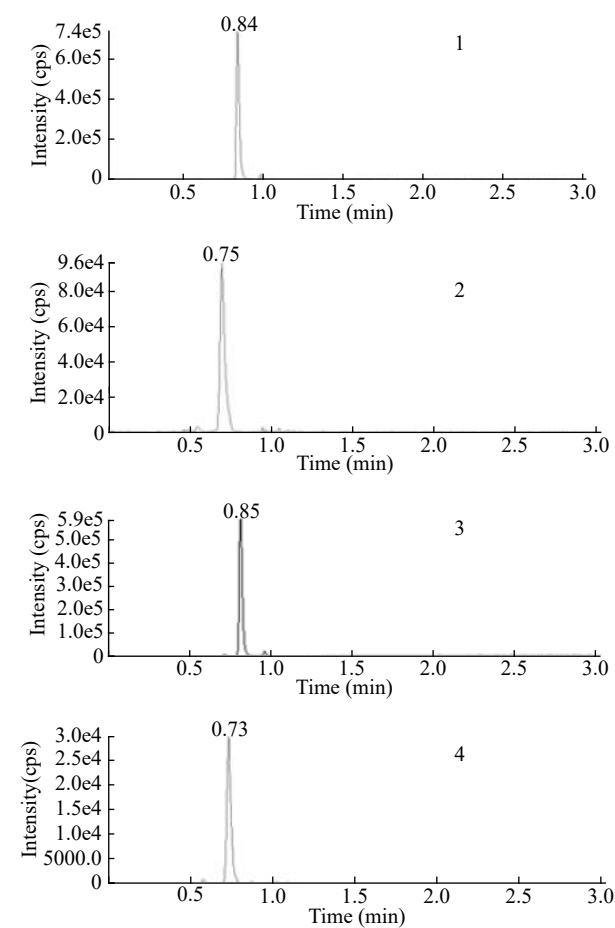 0.84
1
7.4e5
6.0e5
4.0e5
2.0e5
0
Intensity (cps)
0.5 1.0 1.5 2.0 2.5 3.0
Time (min)
0.75
2
9.6e4
8.0e4
6.0e4
4.0e4
2.0e4
0
Intensity (cps)
0.5 1.0 1.5 2.0 2.5 3.0
Time (min)
0.85
3
5.9e5
5.0e5
4.0e5
3.0e5
2.0e5
1.0e5
0
Intensity (cps)
0.5 1.0 1.5 2.0 2.5 3.0
Time (min)
0.73
4
3.0e4
2.5e4
2.0e4
1.5e4
1.0e4
5000.0
0
Intensity(cps)
0.5 1.0 1.5 2.0 2.5 3.0
Time (min)